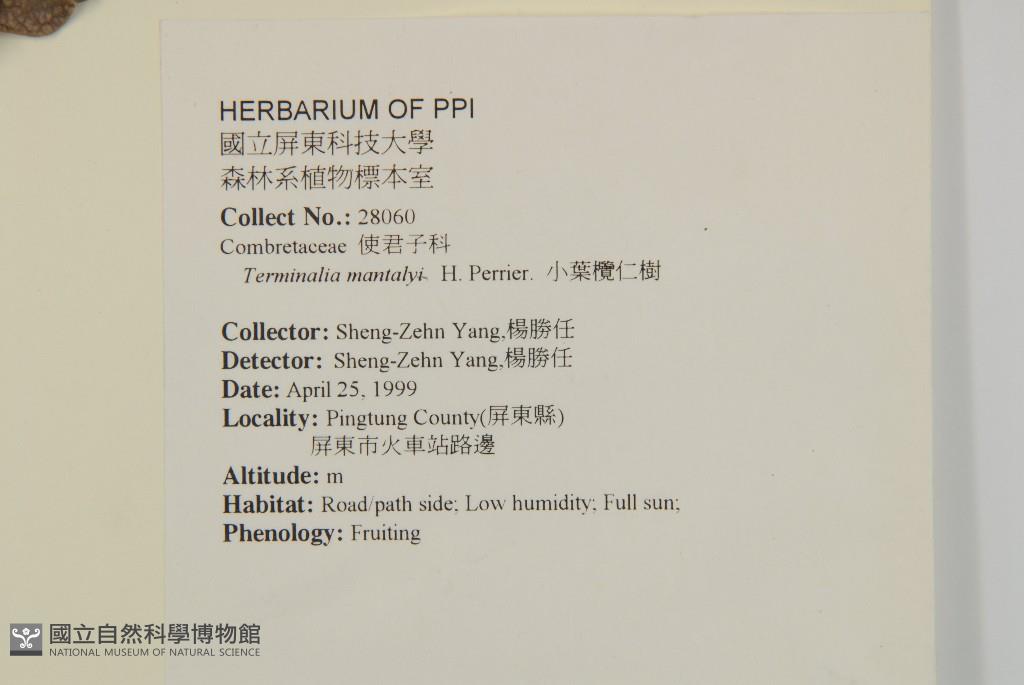 HERBARIUM OF PPI
國立屏東科技大學
森林系植物標本室
Collect No.: 28060
Combretaceae 使君子科
Terminalia mantalyi H. Perrier. 小葉欖仁樹
Collector: Sheng-Zehn Yang,楊勝任
Detector: Sheng-Zehn Yang,楊勝任
Date: April 25, 1999
Locality: Pingtung County(屏東縣)
屏東市火車站路邊
Altitude: m
Habitat: Road/path side; Low humidity; Full sun;
Phenology: Fruiting
國立自然科學博物館
NATIONAL MUSEUM OF NATURAL SCIENCE